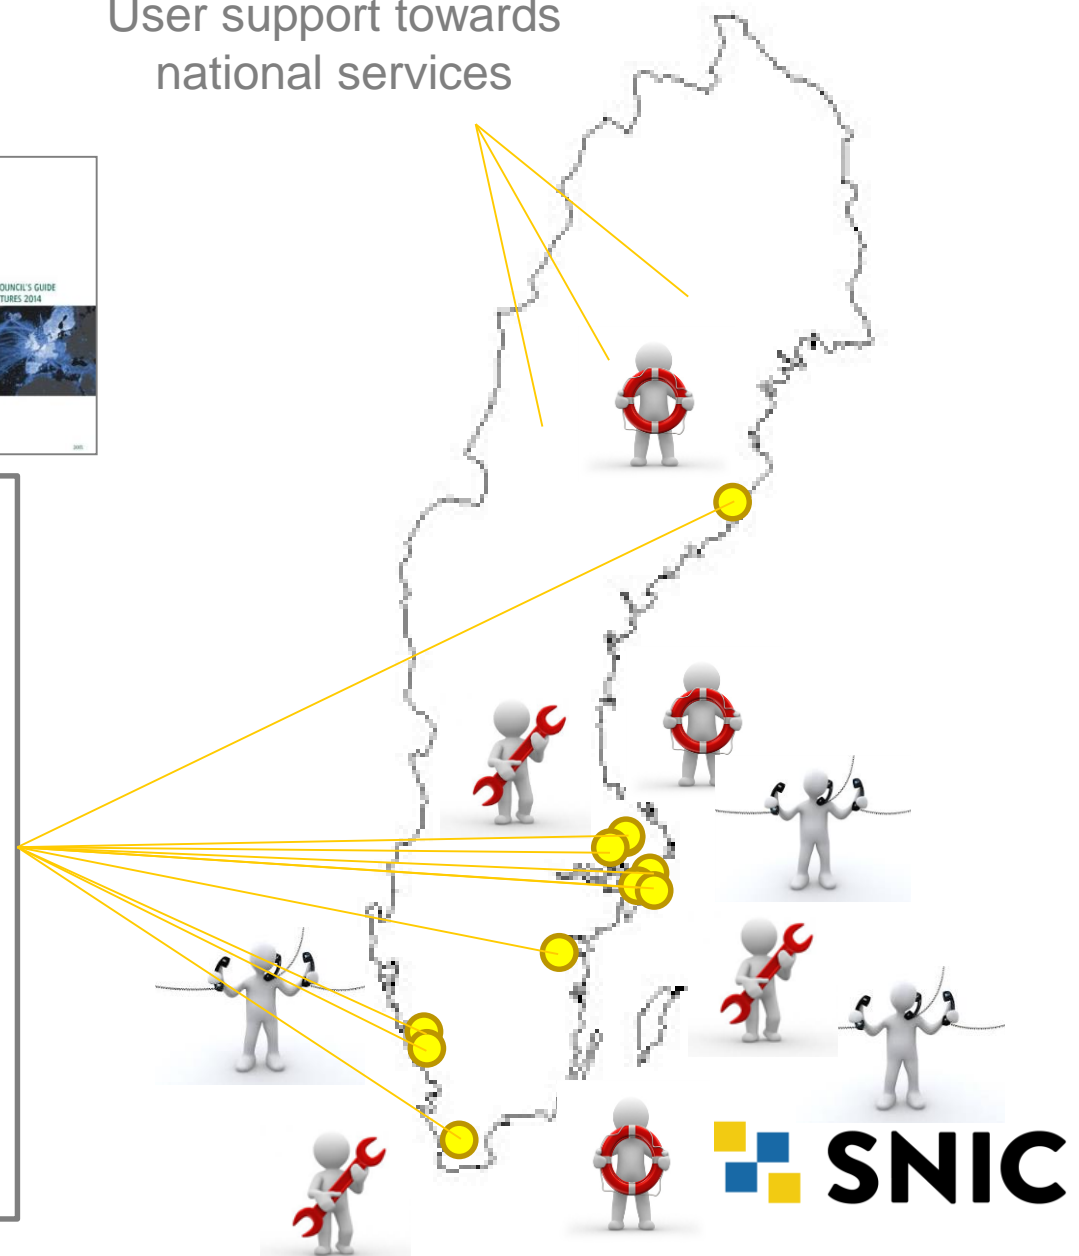 User support towards
national services
OUNCIL'S GUIDE
TURES 2014
SNIC